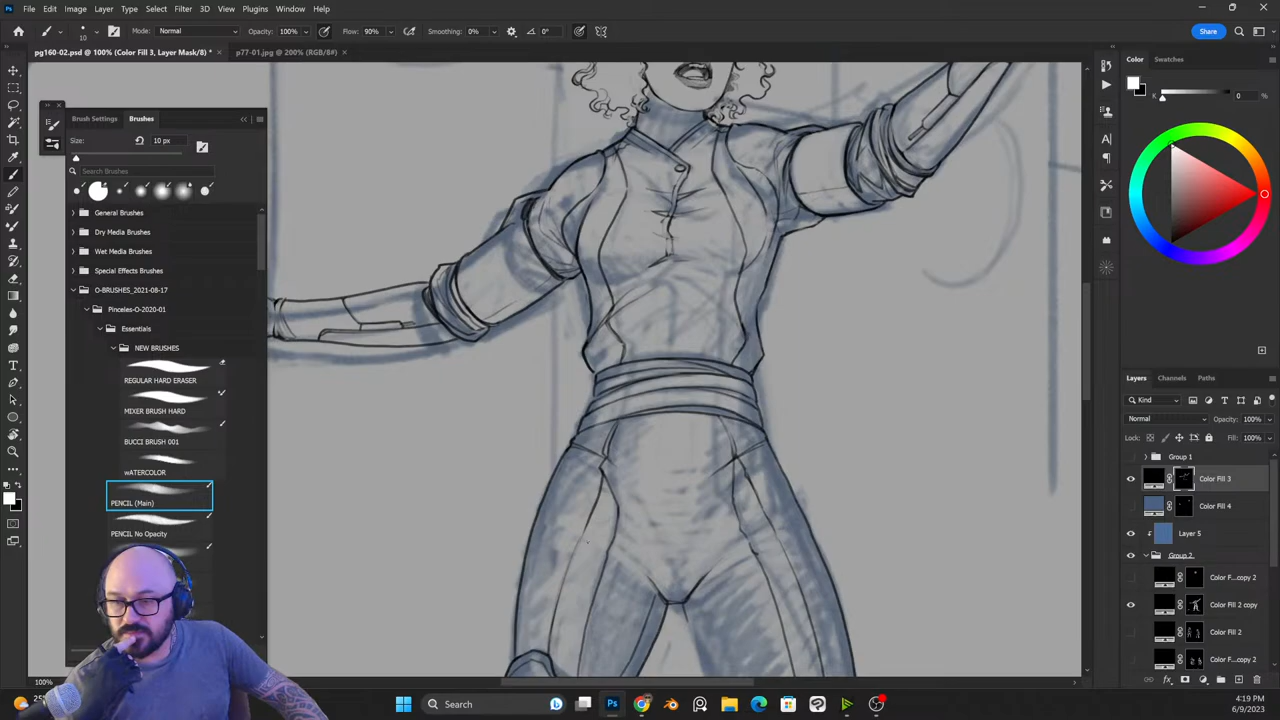 File Edit Image Layer Type Select Filter 3D View Plugins Window Help
10 Mode: Normal Opacity: 100% Flow: 90% Smoothing: 0% 0° Share
pg160-02.psd @ 100% (Color Fill 3, Layer Mask/8) * × p77-01.jpg @ 200% (RGB/8#) ×
Brush Settings Brushes
Size: 10 px
Search Brushes
General Brushes
Dry Media Brushes
Wet Media Brushes
Special Effects Brushes
O-BRUSHES_2021-08-17
Pinceles-O-2020-01
Essentials
NEW BRUSHES
REGULAR HARD ERASER
MIXER BRUSH HARD
BUCCI BRUSH 001
wATERCOLOR
PENCIL (Main)
PENCIL No Opacity
Color Swatches
K 0 %
Layers Channels Paths
Kind
Normal Opacity: 100%
Lock: Fill: 100%
Group 1
Color Fill 3
Color Fill 4
Layer 5
Group 2
Color F...copy 2
Color Fill 2 copy
Color Fill 2
Color F...copy 2
100%
Search
4:19 PM
6/9/2023